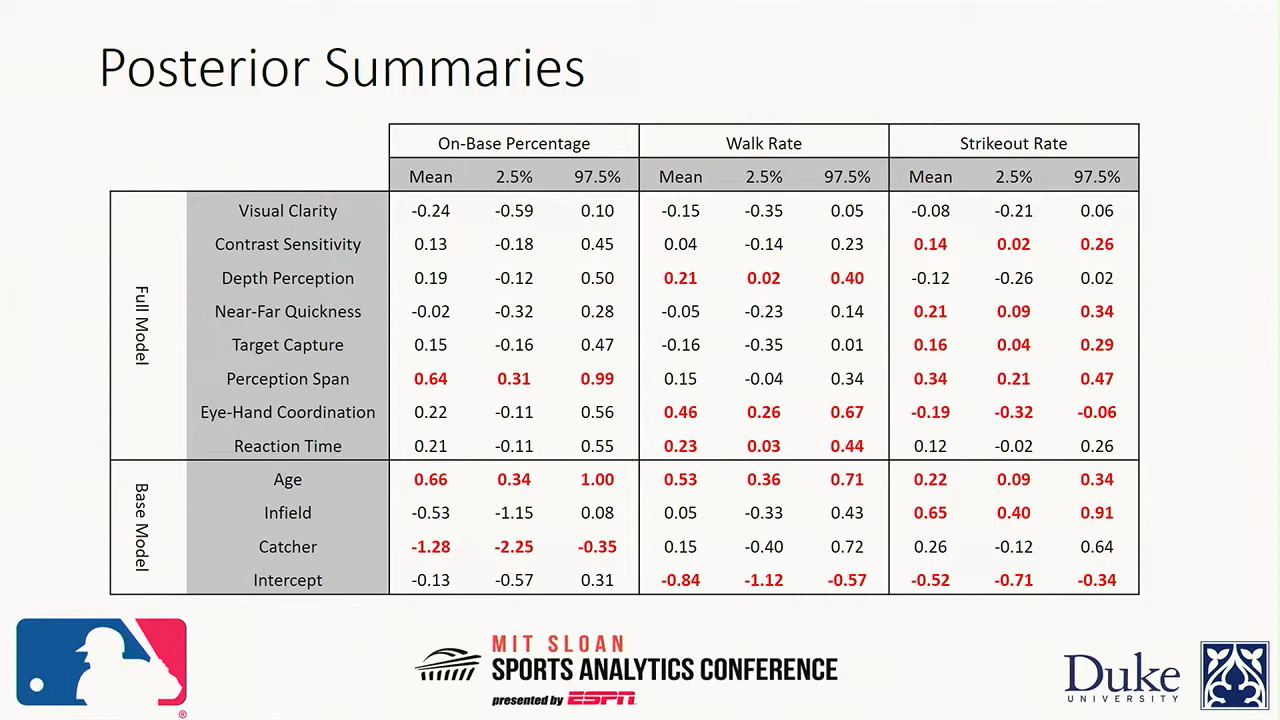 Posterior Summaries
On-Base Percentage Walk Rate Strikeout Rate
Mean 2.5% 97.5% Mean 2.5% 97.5% Mean 2.5% 97.5%
Full Model
Visual Clarity -0.24 -0.59 0.10 -0.15 -0.35 0.05 -0.08 -0.21 0.06
Contrast Sensitivity 0.13 -0.18 0.45 0.04 -0.14 0.23 0.14 0.02 0.26
Depth Perception 0.19 -0.12 0.50 0.21 0.02 0.40 -0.12 -0.26 0.02
Near-Far Quickness -0.02 -0.32 0.28 -0.05 -0.23 0.14 0.21 0.09 0.34
Target Capture 0.15 -0.16 0.47 -0.16 -0.35 0.01 0.16 0.04 0.29
Perception Span 0.64 0.31 0.99 0.15 -0.04 0.34 0.34 0.21 0.47
Eye-Hand Coordination 0.22 -0.11 0.56 0.46 0.26 0.67 -0.19 -0.32 -0.06
Reaction Time 0.21 -0.11 0.55 0.23 0.03 0.44 0.12 -0.02 0.26
Base Model
Age 0.66 0.34 1.00 0.53 0.36 0.71 0.22 0.09 0.34
Infield -0.53 -1.15 0.08 0.05 -0.33 0.43 0.65 0.40 0.91
Catcher -1.28 -2.25 -0.35 0.15 -0.40 0.72 0.26 -0.12 0.64
Intercept -0.13 -0.57 0.31 -0.84 -1.12 -0.57 -0.52 -0.71 -0.34
MIT SLOAN
SPORTS ANALYTICS CONFERENCE
presented by ESPN
Duke
UNIVERSITY
®